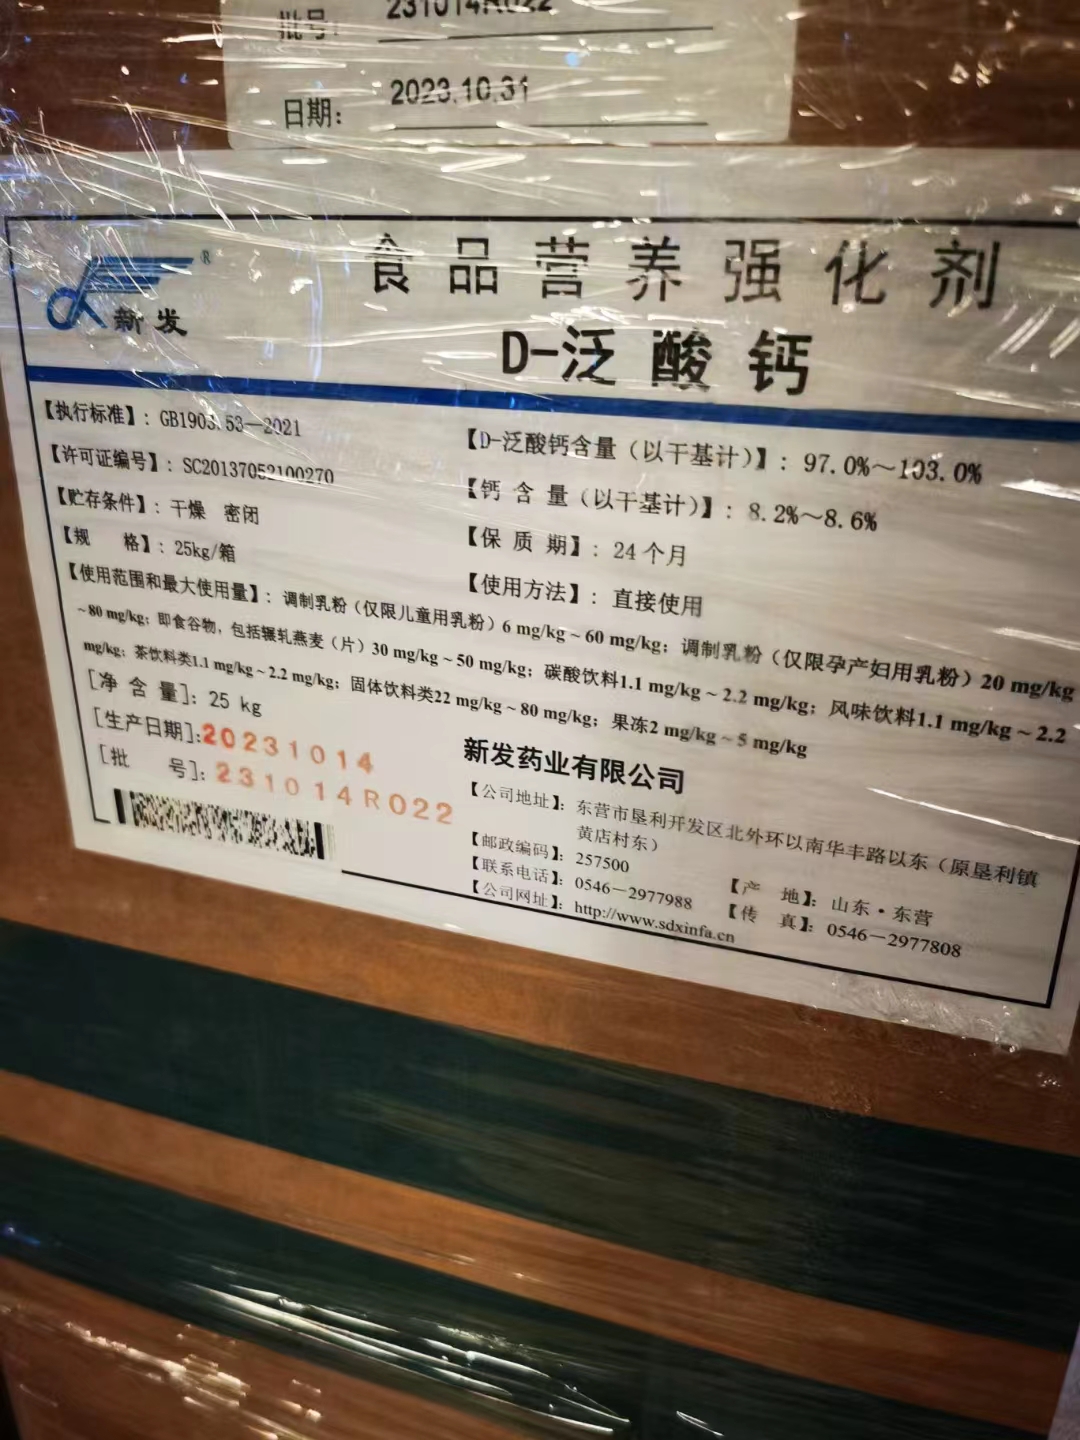 批号: 231014R022
日期: 2023.10.31
新发 ®
食品营养强化剂
D-泛酸钙
【执行标准】: GB1903.53—2021
【许可证编号】: SC20137052100270
【贮存条件】: 干燥 密闭
【规 格】: 25kg/箱
【D-泛酸钙含量（以干基计）】: 97.0%~103.0%
【钙 含 量（以干基计）】: 8.2%~8.6%
【保 质 期】: 24个月
【使用方法】: 直接使用
【使用范围和最大使用量】: 调制乳粉（仅限儿童用乳粉）6 mg/kg ~ 60 mg/kg; 调制乳粉（仅限孕产妇用乳粉）20 mg/kg
~80 mg/kg; 即食谷物, 包括辗轧燕麦（片）30 mg/kg ~ 50 mg/kg; 碳酸饮料1.1 mg/kg ~ 2.2 mg/kg; 风味饮料1.1 mg/kg ~ 2.2
mg/kg; 茶饮料类1.1 mg/kg ~ 2.2 mg/kg; 固体饮料类22 mg/kg ~ 80 mg/kg; 果冻2 mg/kg ~ 5 mg/kg
[净 含 量]: 25 kg
[生产日期]: 20231014
[批 号]: 231014R022
新发药业有限公司
【公司地址】: 东营市垦利开发区北外环以南华丰路以东（原垦利镇
黄店村东）
【邮政编码】: 257500
【联系电话】: 0546-2977988
【公司网址】: http://www.sdxinfa.cn
【产 地】: 山东·东营
【传 真】: 0546-2977808